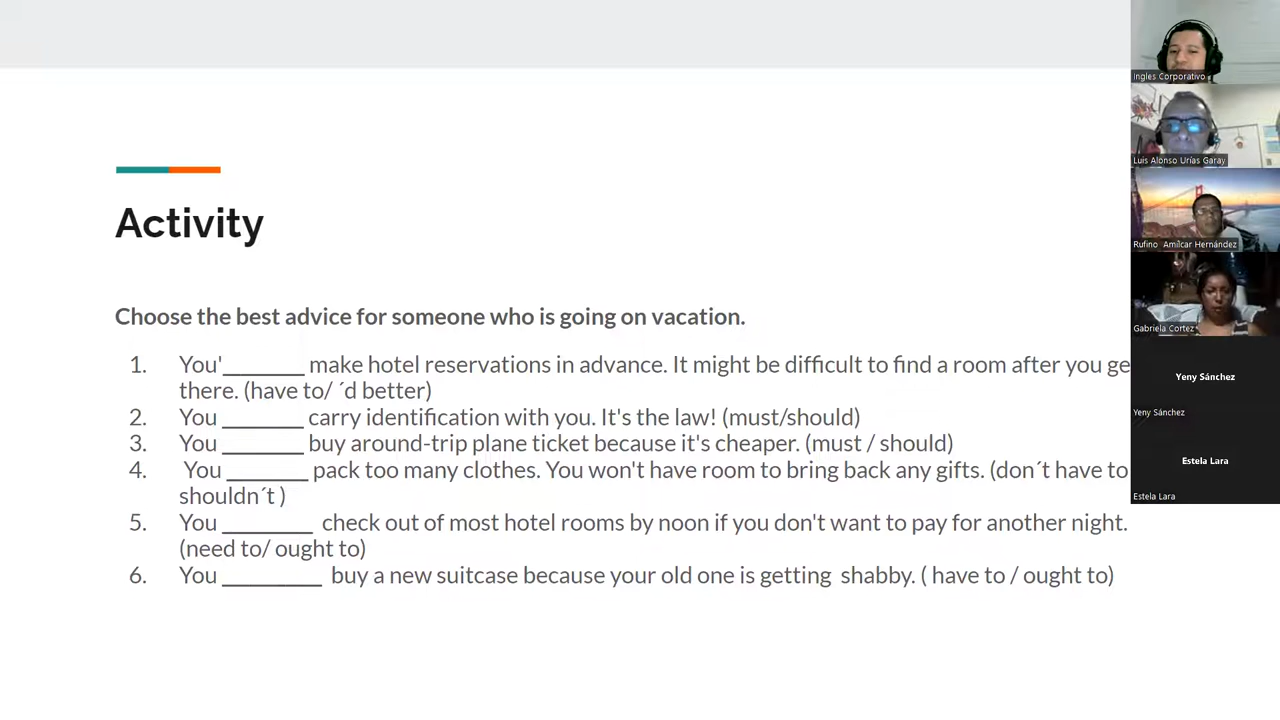 Activity
Choose the best advice for someone who is going on vacation.
1. You'_______ make hotel reservations in advance. It might be difficult to find a room after you ge
there. (have to/ ´d better)
2. You _______ carry identification with you. It's the law! (must/should)
3. You _______ buy around-trip plane ticket because it's cheaper. (must / should)
4. You _______ pack too many clothes. You won't have room to bring back any gifts. (don´t have to
shouldn´t )
5. You ________ check out of most hotel rooms by noon if you don't want to pay for another night.
(need to/ ought to)
6. You _________ buy a new suitcase because your old one is getting shabby. ( have to / ought to)
Ingles Corporativo
Luis Alonso Urías Garay
Rufino Amílcar Hernández
Gabriela Cortez
Yeny Sánchez
Yeny Sánchez
Estela Lara
Estela Lara